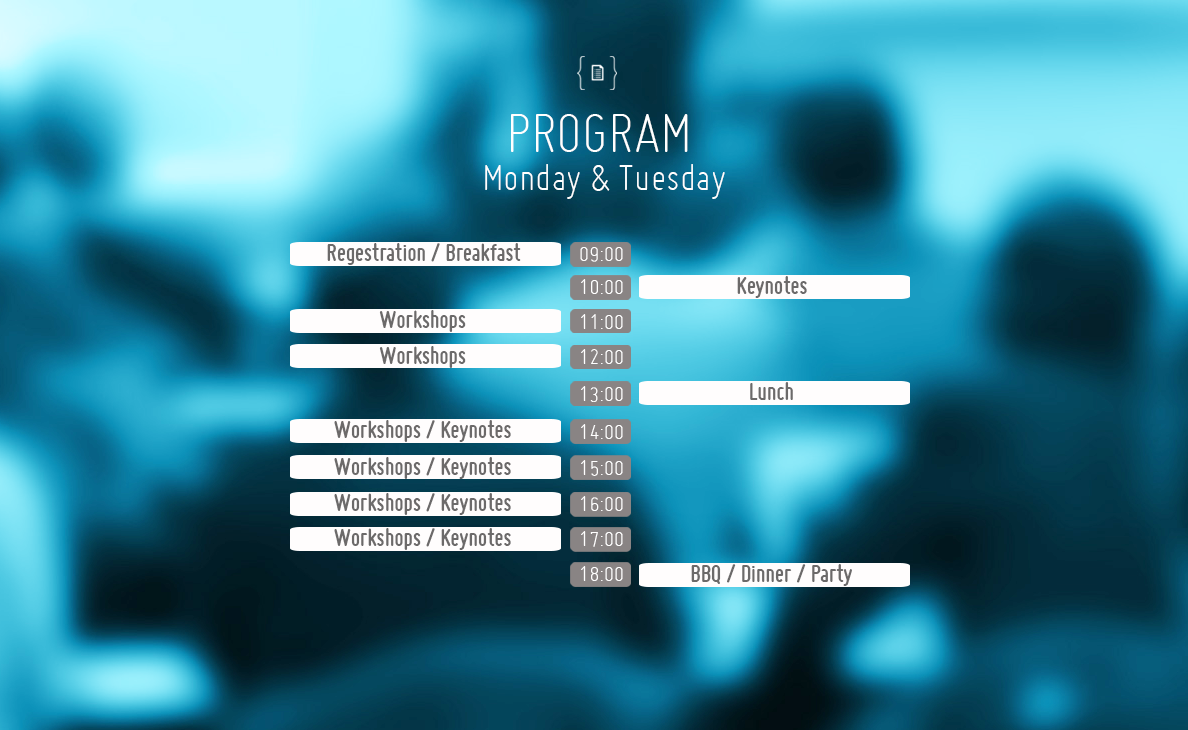 PROGRAM
Monday & Tuesday
Regestration / Breakfast 09:00
10:00 Keynotes
Workshops 11:00
Workshops 12:00
13:00 Lunch
Workshops / Keynotes 14:00
Workshops / Keynotes 15:00
Workshops / Keynotes 16:00
Workshops / Keynotes 17:00
18:00 BBQ / Dinner / Party